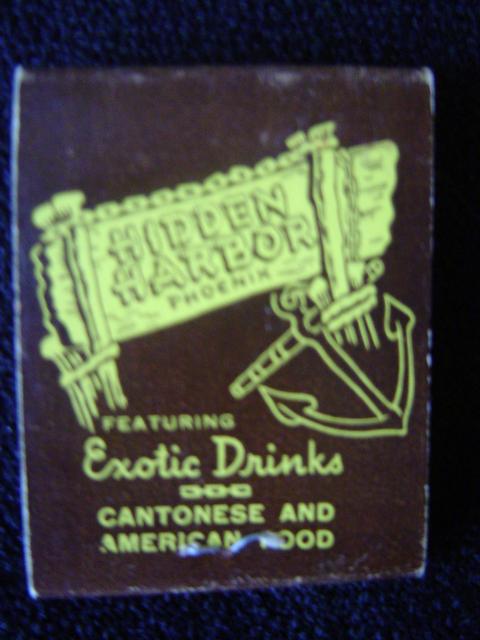 HIDDEN
HARBOR
PHOENIX
FEATURING
Exotic Drinks
CANTONESE AND
AMERICAN FOOD